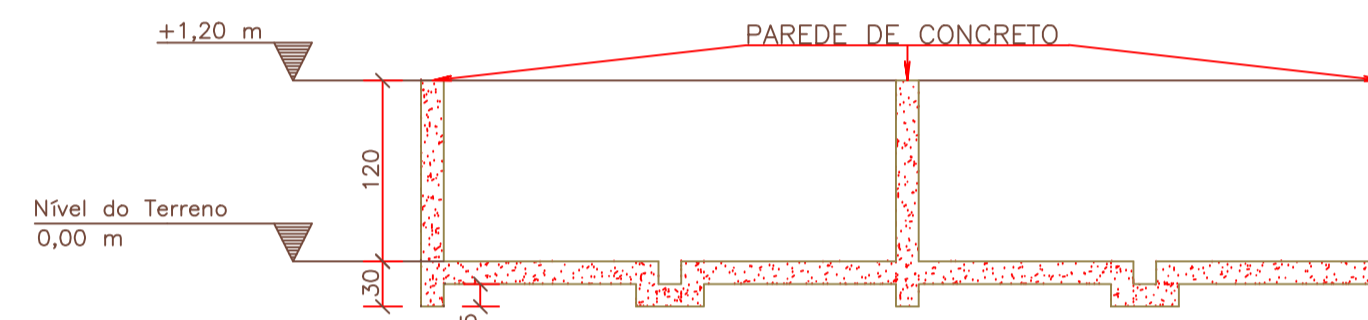 +1,20 m
PAREDE DE CONCRETO
120
Nível do Terreno
0,00 m
30